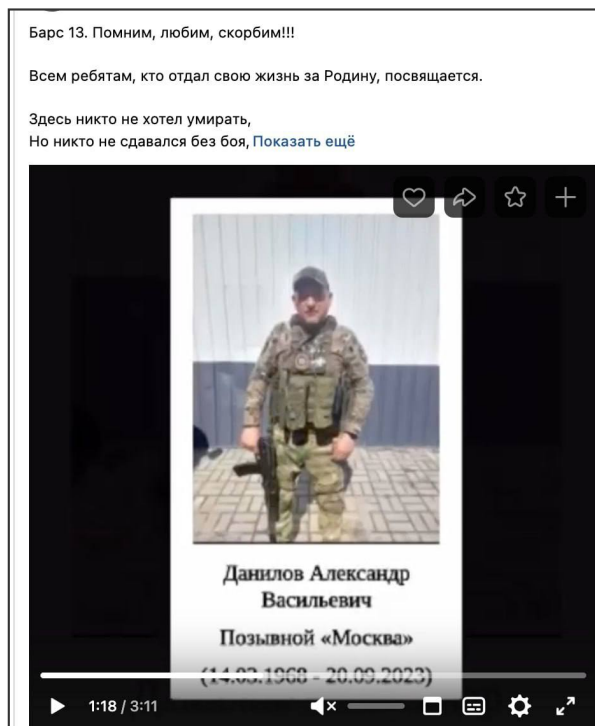 Барс 13. Помним, любим, скорбим!!!
Всем ребятам, кто отдал свою жизнь за Родину, посвящается.
Здесь никто не хотел умирать,
Но никто не сдавался без боя, Показать ещё
Данилов Александр
Васильевич
Позывной «Москва»
(14.03.1968 - 20.09.2023)
1:18 / 3:11